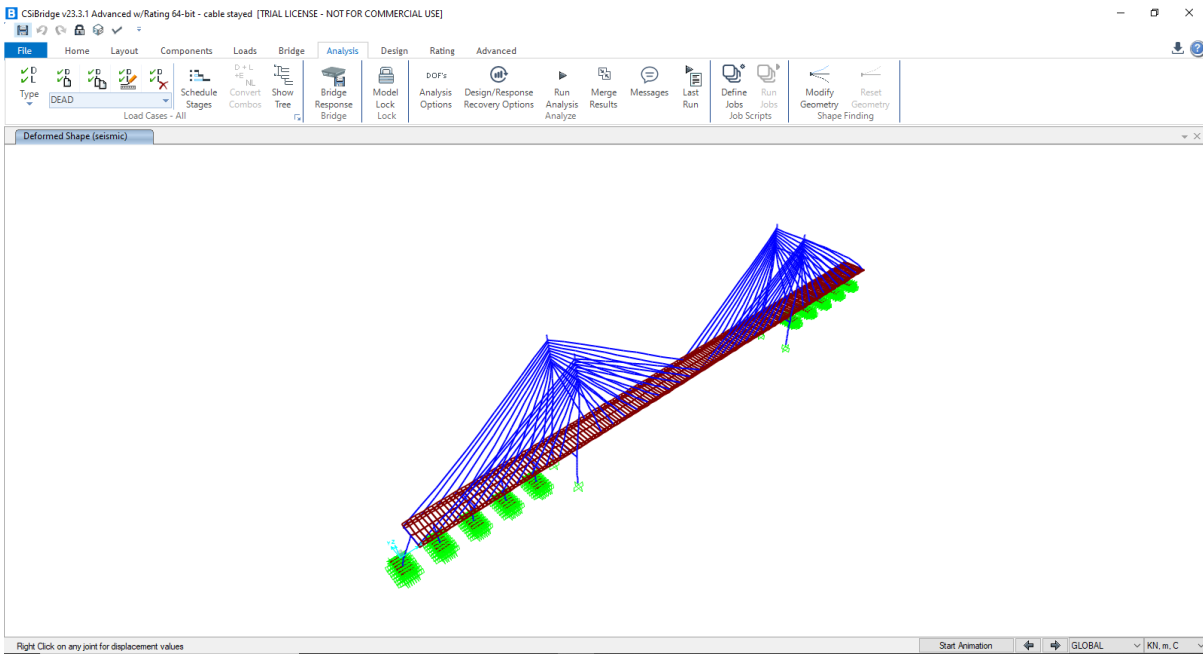 B CSiBridge v23.3.1 Advanced w/Rating 64-bit - cable stayed [TRIAL LICENSE - NOT FOR COMMERCIAL USE]
File Home Layout Components Loads Bridge Analysis Design Rating Advanced
Type
DEAD
Load Cases - All
Schedule Stages
D + L +E NL
Convert Combos
Show Tree
Bridge Response
Bridge
Model Lock
Lock
DOF's
Analysis Options
Design/Response Recovery Options
Run Analysis
Merge Results
Messages
Last Run
Analyze
Define Jobs
Run Jobs
Job Scripts
Modify Geometry
Reset Geometry
Shape Finding
Deformed Shape (seismic)
Right Click on any joint for displacement values
Start Animation
GLOBAL
KN, m, C